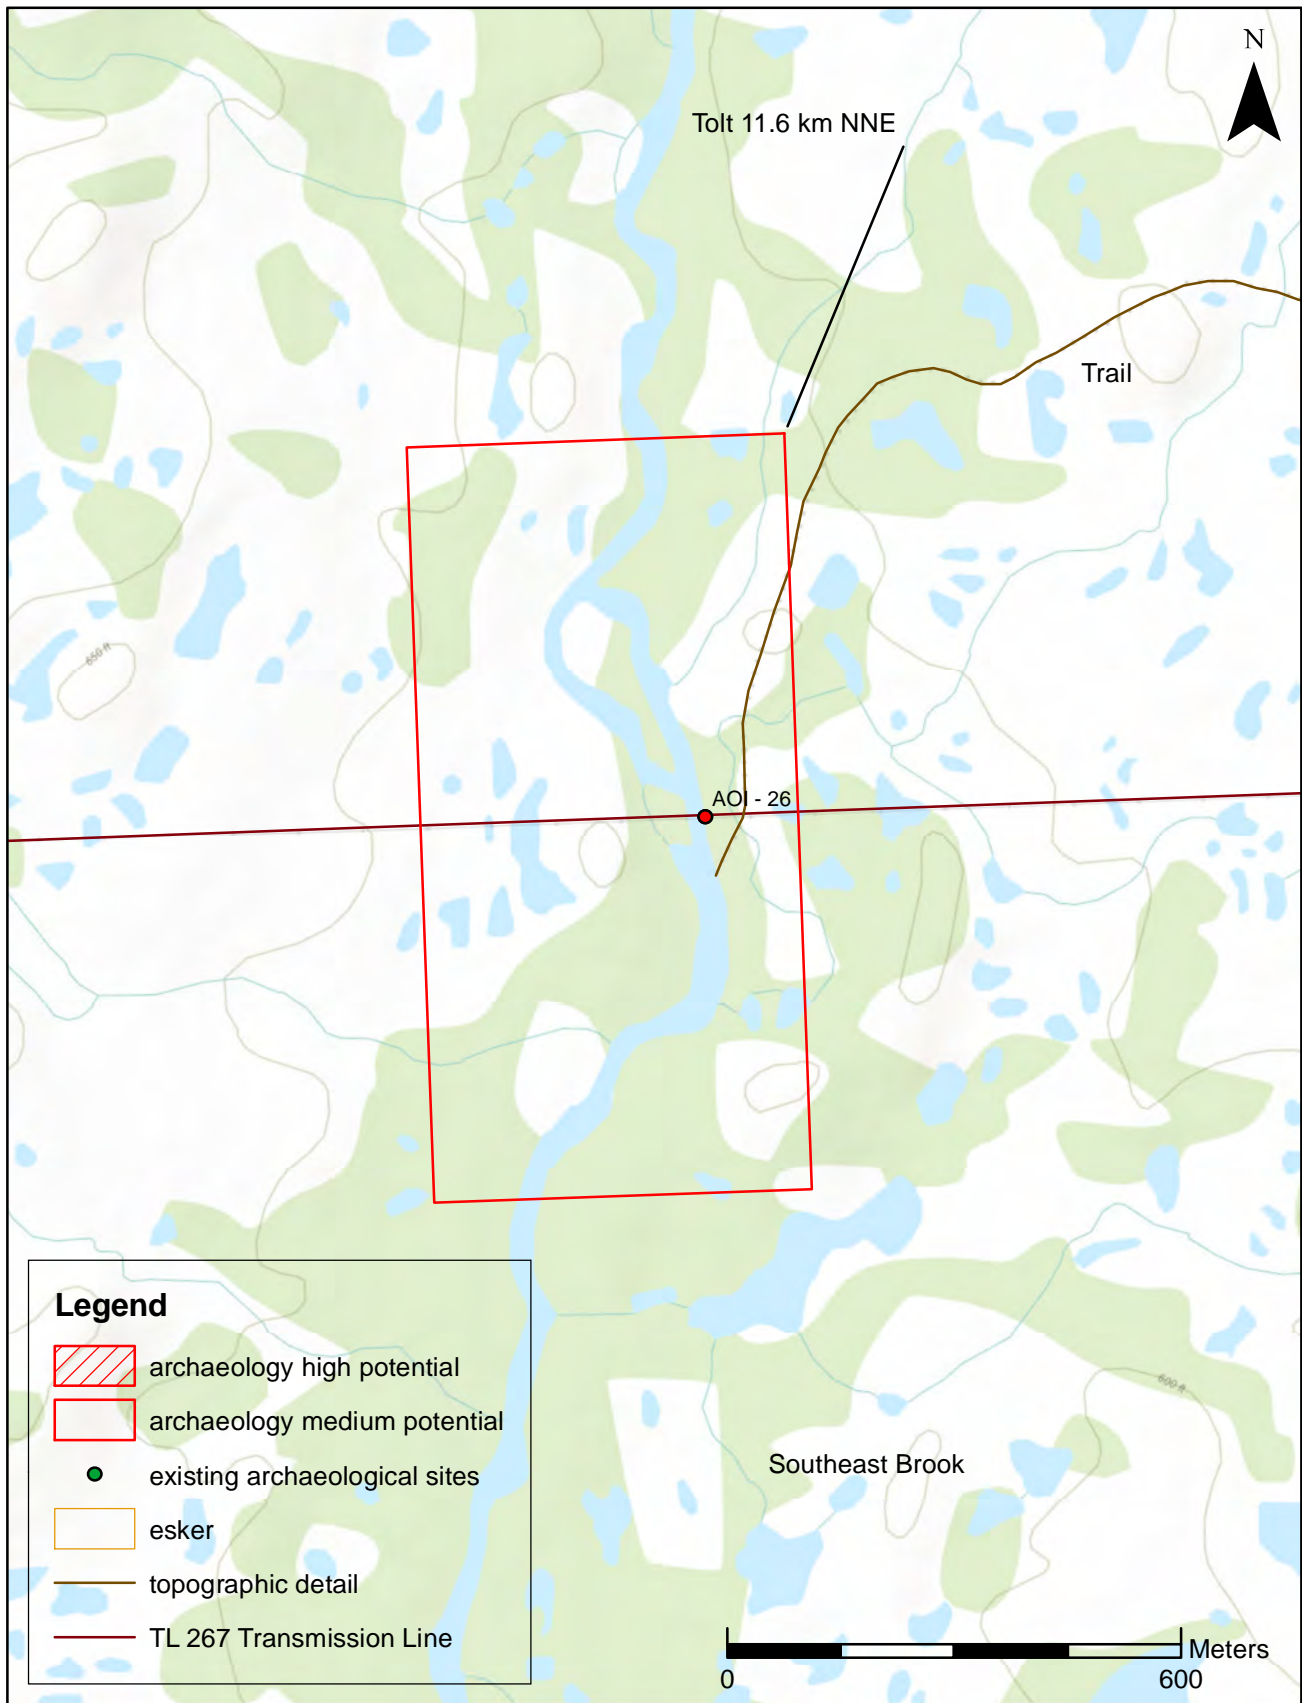 N
Tolt 11.6 km NNE
Trail
650 ft
AOI - 26
Legend
archaeology high potential
archaeology medium potential
existing archaeological sites
esker
topographic detail
TL 267 Transmission Line
600 ft
Southeast Brook
Meters
0 600